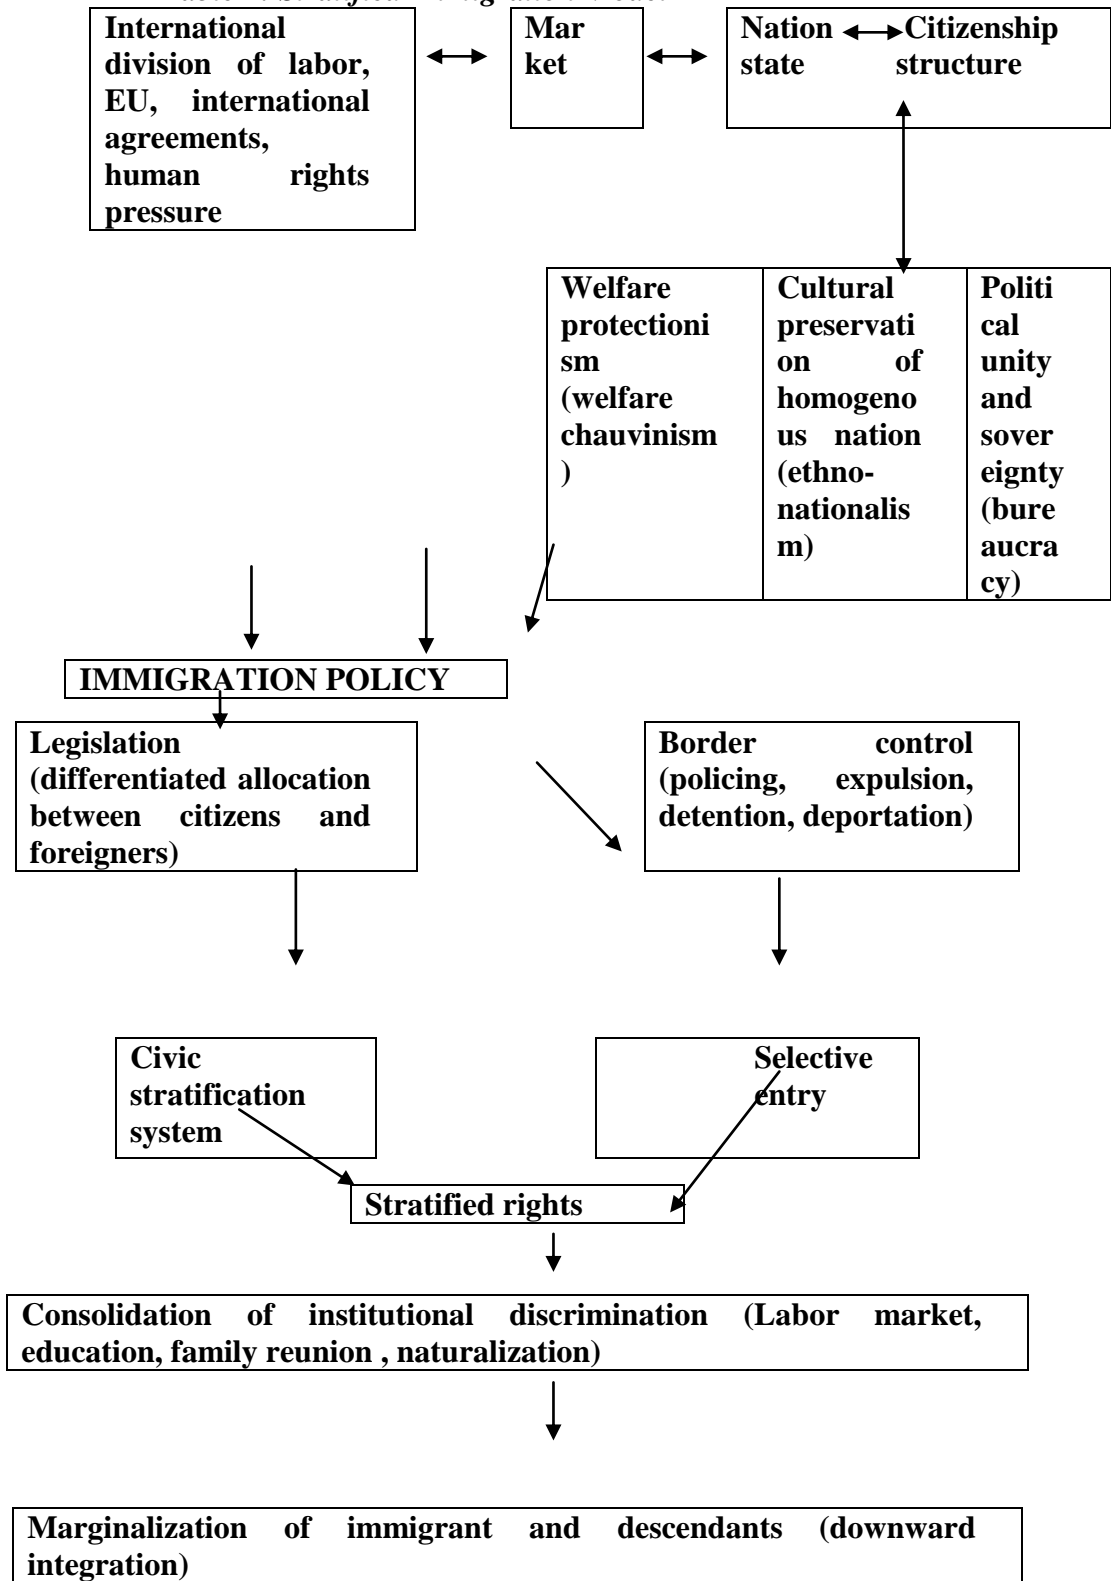 International
division of labor,
EU, international
agreements,
human rights
pressure
Mar
ket
Nation Citizenship
state structure
Welfare
protectioni
sm
(welfare
chauvinism
)
Cultural
preservati
on of
homogeno
us nation
(ethno-
nationalis
m)
Politi
cal
unity
and
sover
eignty
(bure
aucra
cy)
IMMIGRATION POLICY
Legislation
(differentiated allocation
between citizens and
foreigners)
Border control
(policing, expulsion,
detention, deportation)
Civic
stratification
system
Selective
entry
Stratified rights
Consolidation of institutional discrimination (Labor market,
education, family reunion , naturalization)
Marginalization of immigrant and descendants (downward
integration)